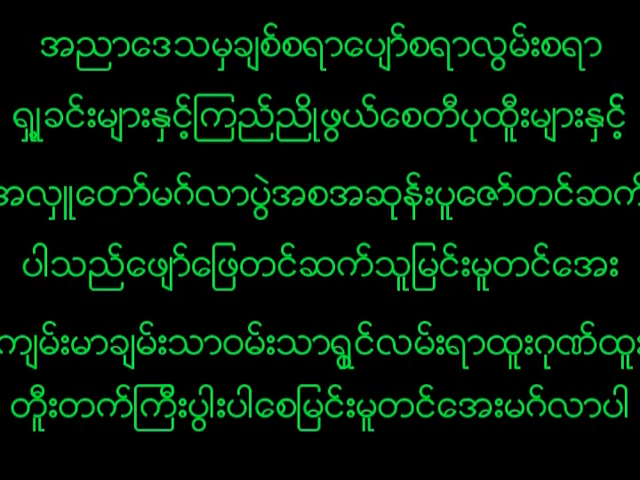 အညာဒေသမှချစ်စရာပျော်စရာလွမ်းစရာ
ရှု့ခင်းများနှင့်ကြည်ညိုဖွယ်စေတီပုထိူးများနှင့်
အလှူတော်မဂ်လာပွဲအစအဆုန်းပူဇော်တင်ဆက်
ပါသည်ဖျော်ဖြေတင်ဆက်သူမြင်းမူတင်အေး
ကျမ်းမာချမ်းသာဝမ်းသာရွှင်လမ်းရာထူးဂုဏ်ထူး
တိူးတက်ကြီးပွါးပါစေမြင်းမူတင်အေးမဂ်လာပါ